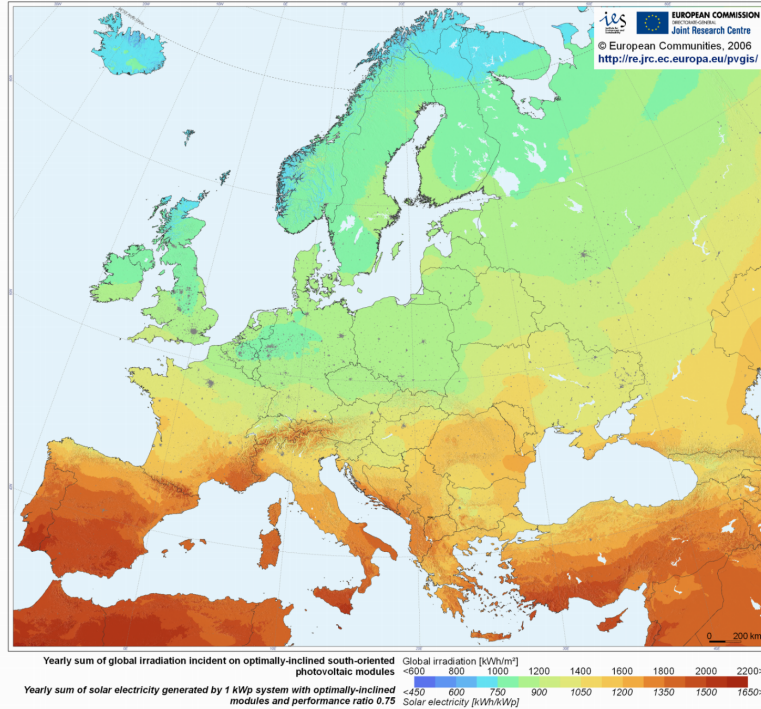 ies
EUROPEAN COMMISSION
DIRECTORATE-GENERAL
Joint Research Centre
© European Communities, 2006
http://re.jrc.ec.europa.eu/pvgis/
0 200 km
Yearly sum of global irradiation incident on optimally-inclined south-oriented
photovoltaic modules
Global irradiation [kWh/m²]
<600 800 1000 1200 1400 1600 1800 2000 2200>
Yearly sum of solar electricity generated by 1 kWp system with optimally-inclined
modules and performance ratio 0.75
<450 600 750 900 1050 1200 1350 1500 1650>
Solar electricity [kWh/kWp]